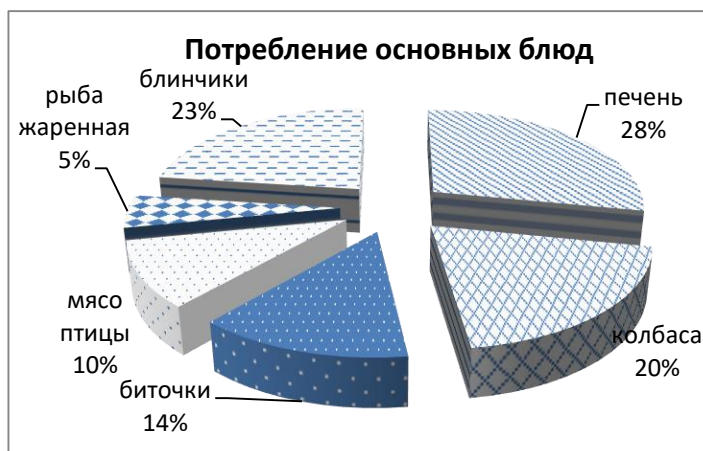 Потребление основных блюд
блинчики
23%
рыба
жаренная
5%
печень
28%
мясо
птицы
10%
колбаса
20%
биточки
14%